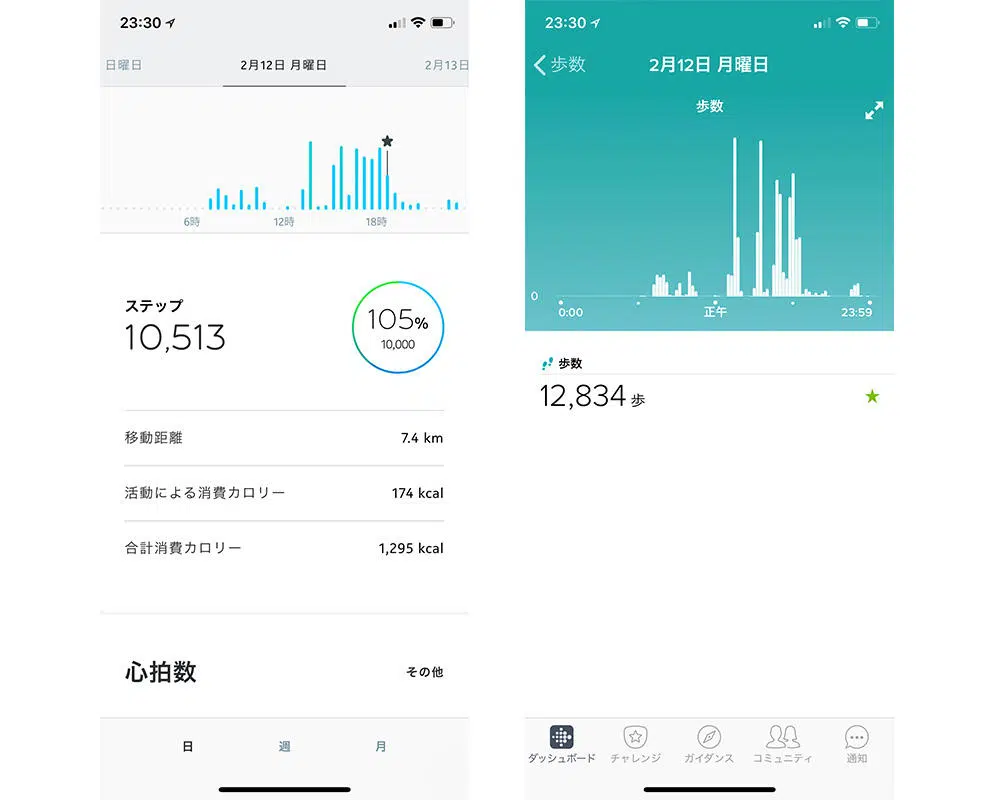 23:30
日曜日
2月12日 月曜日
2月13日
6時
12時
18時
ステップ
10,513
105%
10,000
移動距離
7.4 km
活動による消費カロリー
174 kcal
合計消費カロリー
1,295 kcal
心拍数
その他
日
週
月
23:30
歩数
2月12日 月曜日
歩数
0
0:00
正午
23:59
歩数
12,834 歩
ダッシュボード
チャレンジ
ガイダンス
コミュニティ
通知